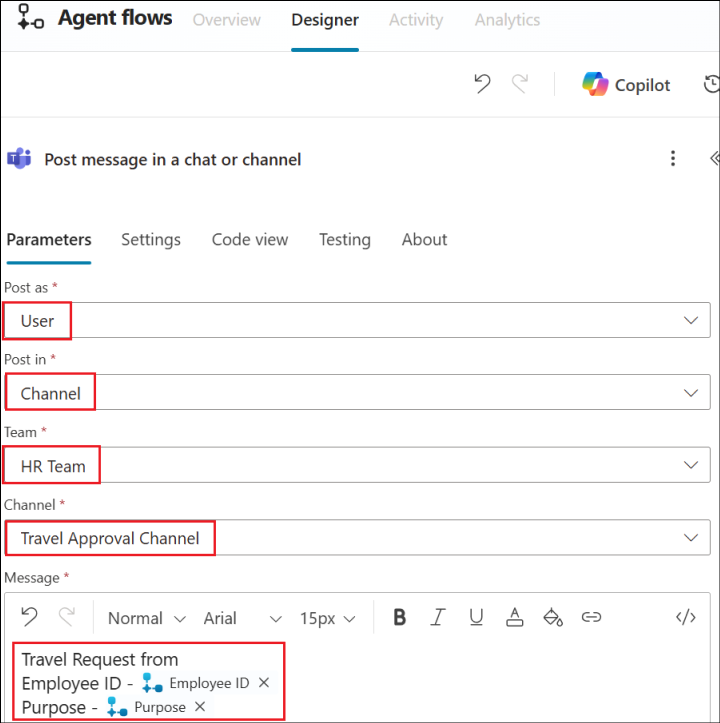 Agent flows Overview Designer Activity Analytics
Copilot
Post message in a chat or channel
Parameters Settings Code view Testing About
Post as *
User
Post in *
Channel
Team *
HR Team
Channel *
Travel Approval Channel
Message *
Normal Arial 15px B I U A </>
Travel Request from
Employee ID - Employee ID ×
Purpose - Purpose ×